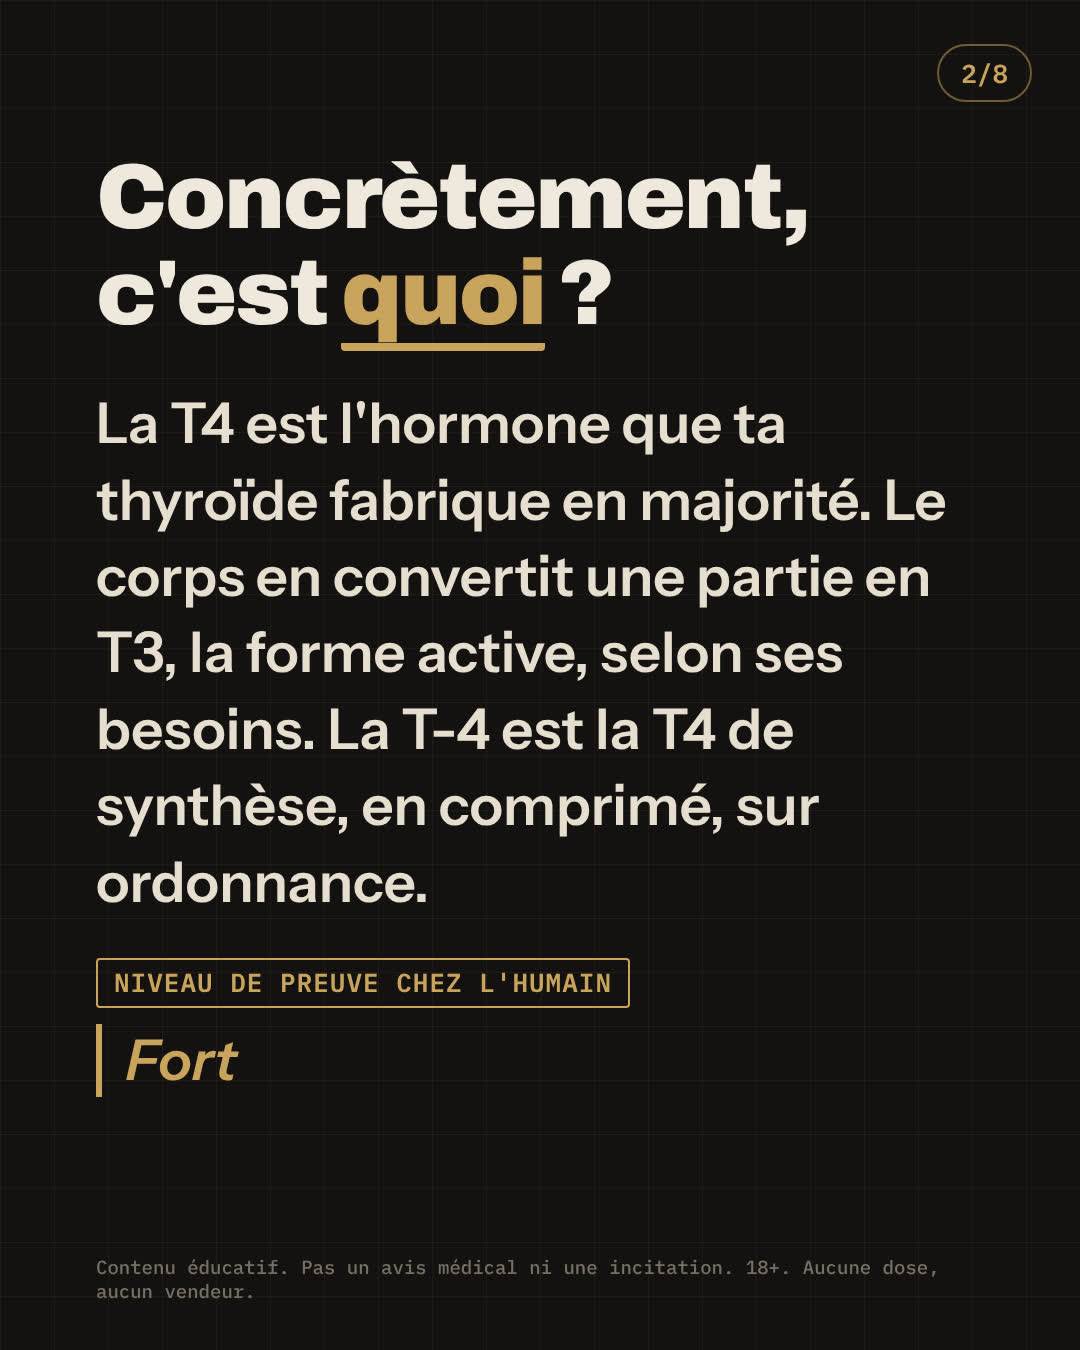 2/8
Concrètement,
c'est quoi ?
La T4 est l'hormone que ta
thyroïde fabrique en majorité. Le
corps en convertit une partie en
T3, la forme active, selon ses
besoins. La T-4 est la T4 de
synthèse, en comprimé, sur
ordonnance.
NIVEAU DE PREUVE CHEZ L'HUMAIN
Fort
Contenu éducatif. Pas un avis médical ni une incitation. 18+. Aucune dose,
aucun vendeur.